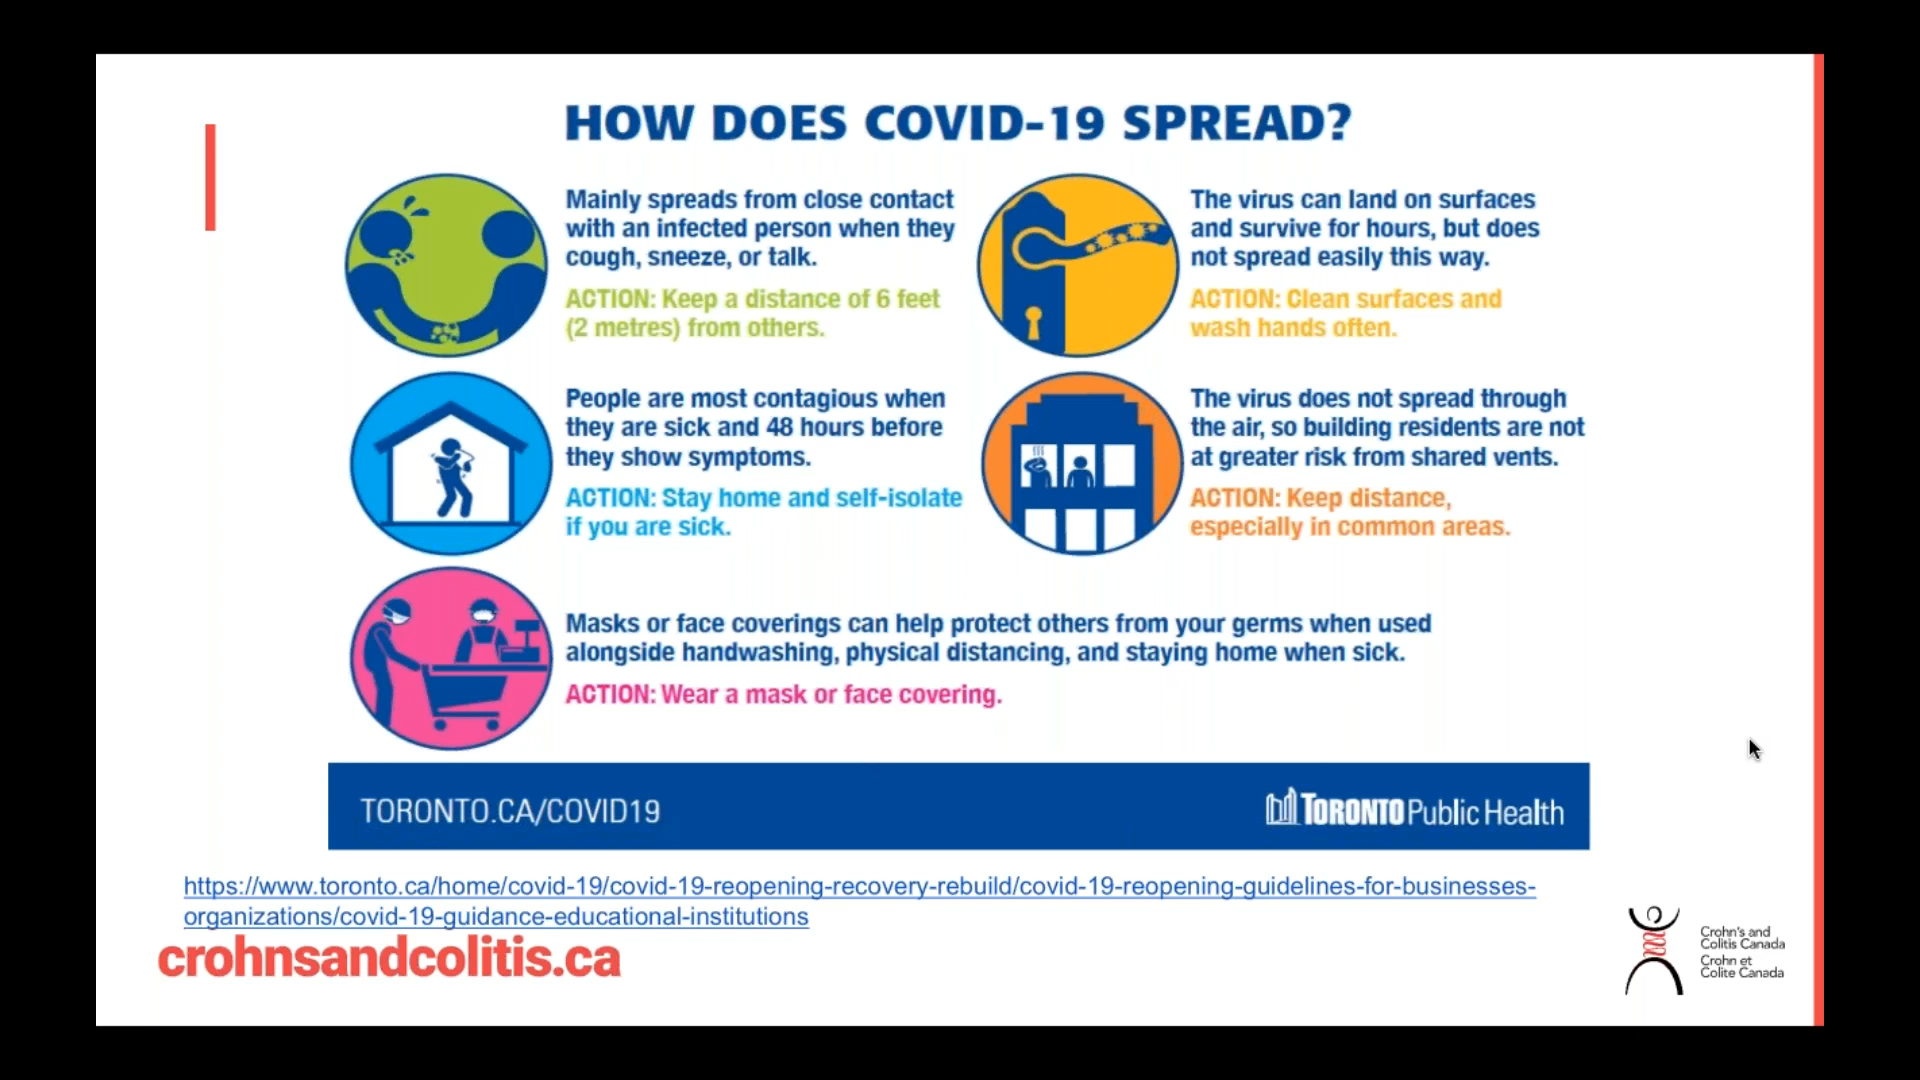 HOW DOES COVID-19 SPREAD?
Mainly spreads from close contact
with an infected person when they
cough, sneeze, or talk.
ACTION: Keep a distance of 6 feet
(2 metres) from others.
The virus can land on surfaces
and survive for hours, but does
not spread easily this way.
ACTION: Clean surfaces and
wash hands often.
People are most contagious when
they are sick and 48 hours before
they show symptoms.
ACTION: Stay home and self-isolate
if you are sick.
The virus does not spread through
the air, so building residents are not
at greater risk from shared vents.
ACTION: Keep distance,
especially in common areas.
Masks or face coverings can help protect others from your germs when used
alongside handwashing, physical distancing, and staying home when sick.
ACTION: Wear a mask or face covering.
TORONTO.CA/COVID19
TORONTO Public Health
https://www.toronto.ca/home/covid-19/covid-19-reopening-recovery-rebuild/covid-19-reopening-guidelines-for-businesses-
organizations/covid-19-guidance-educational-institutions
crohnsandcolitis.ca
Crohn's and
Colitis Canada
Crohn et
Colite Canada